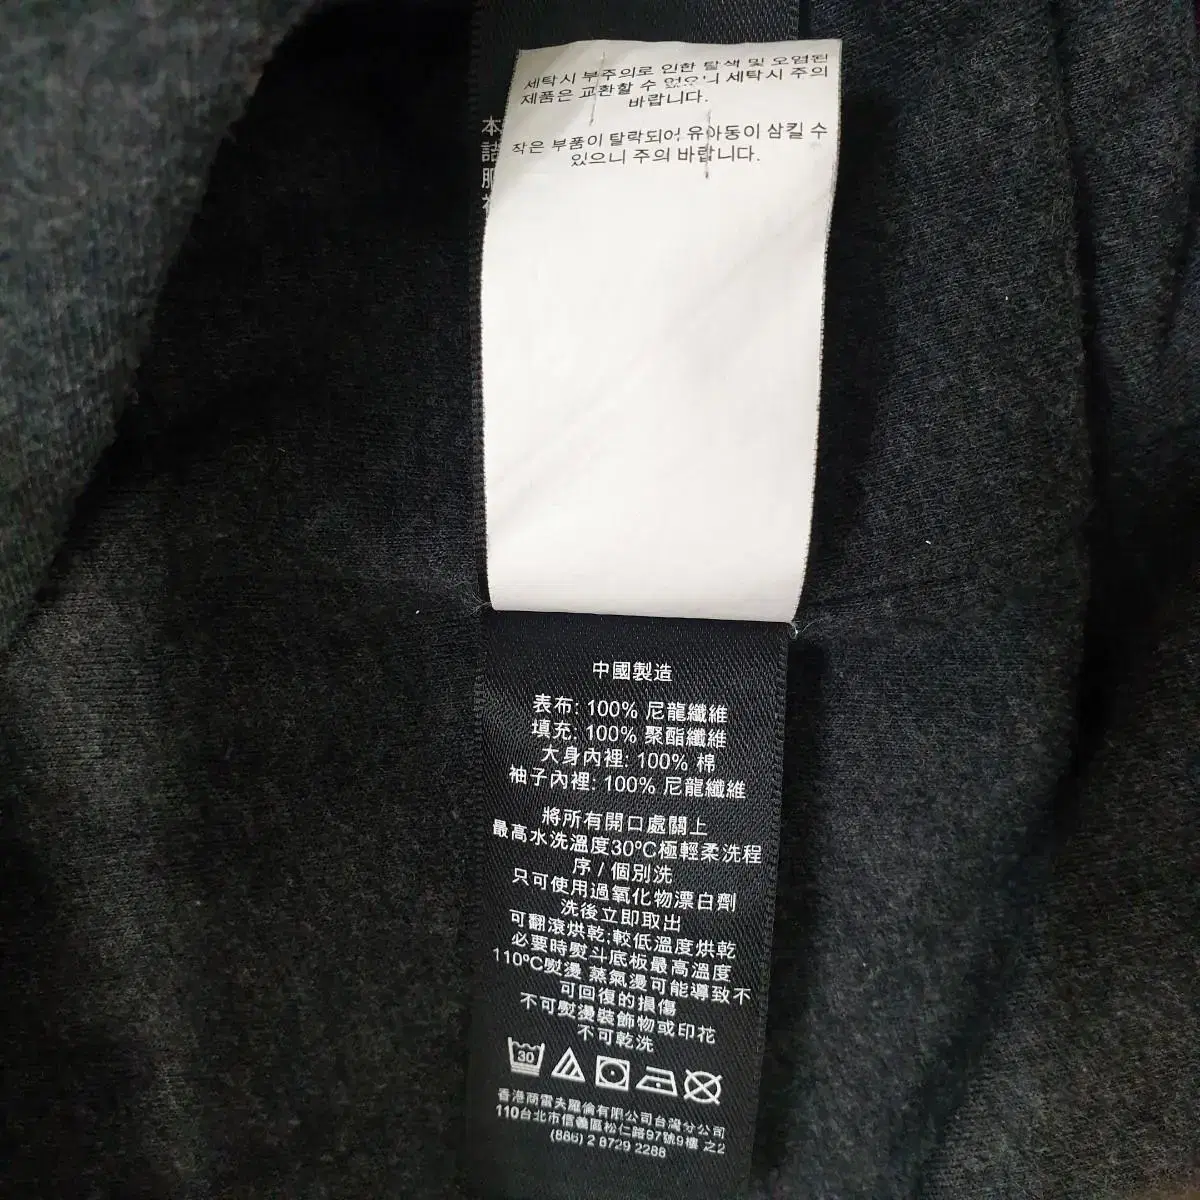 세탁시 부주의로 인한 탈색 및 오염된
제품은 교환할 수 없으니 세탁시 주의
바랍니다.
작은 부품이 탈락되어 유아동이 삼킬 수
있으니 주의 바랍니다.
本
詰
服
中國製造
表布: 100% 尼龍纖維
填充: 100% 聚酯纖維
大身內裡: 100% 棉
袖子內裡: 100% 尼龍纖維
將所有開口處關上
最高水洗溫度30ºC極輕柔洗程
序 / 個別洗
只可使用過氧化物漂白劑
洗後立即取出
可翻滾烘乾;較低溫度烘乾
必要時熨斗底板最高溫度
110ºC熨燙 蒸氣燙可能導致不
可回復的損傷
不可熨燙裝飾物或印花
不可乾洗
30
香港商雷夫羅倫有限公司台灣分公司
110台北市信義區松仁路97號9樓 之2
(886) 2 8729 2288